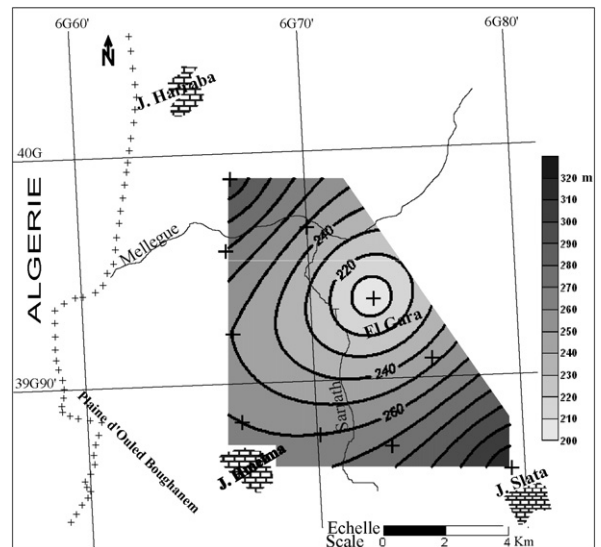 6G60' 6G70' 6G80'
N
J. Harraba
40G
320 m
310
300
290
280
270
260
250
240
230
220
210
200
ALGERIE
Mellegue
240
220
El Gara
39G90'
240
260
Sarrath
Plaine d'Ouled Boughanem
J.
J. Slata
Echelle
Scale
0 2 4 Km